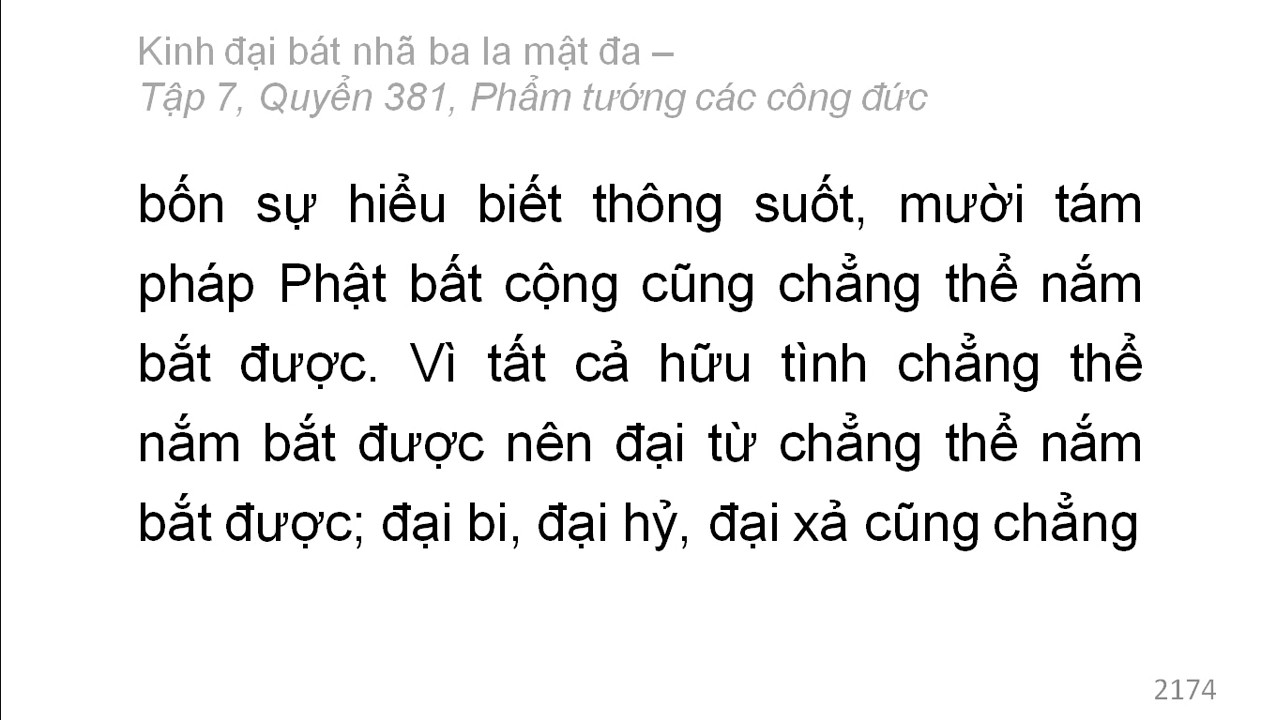 Kinh đại bát nhã ba la mật đa –
Tập 7, Quyển 381, Phẩm tướng các công đức
bốn sự hiểu biết thông suốt, mười tám
pháp Phật bất cộng cũng chẳng thể nắm
bắt được. Vì tất cả hữu tình chẳng thể
nắm bắt được nên đại từ chẳng thể nắm
bắt được; đại bi, đại hỷ, đại xả cũng chẳng
2174